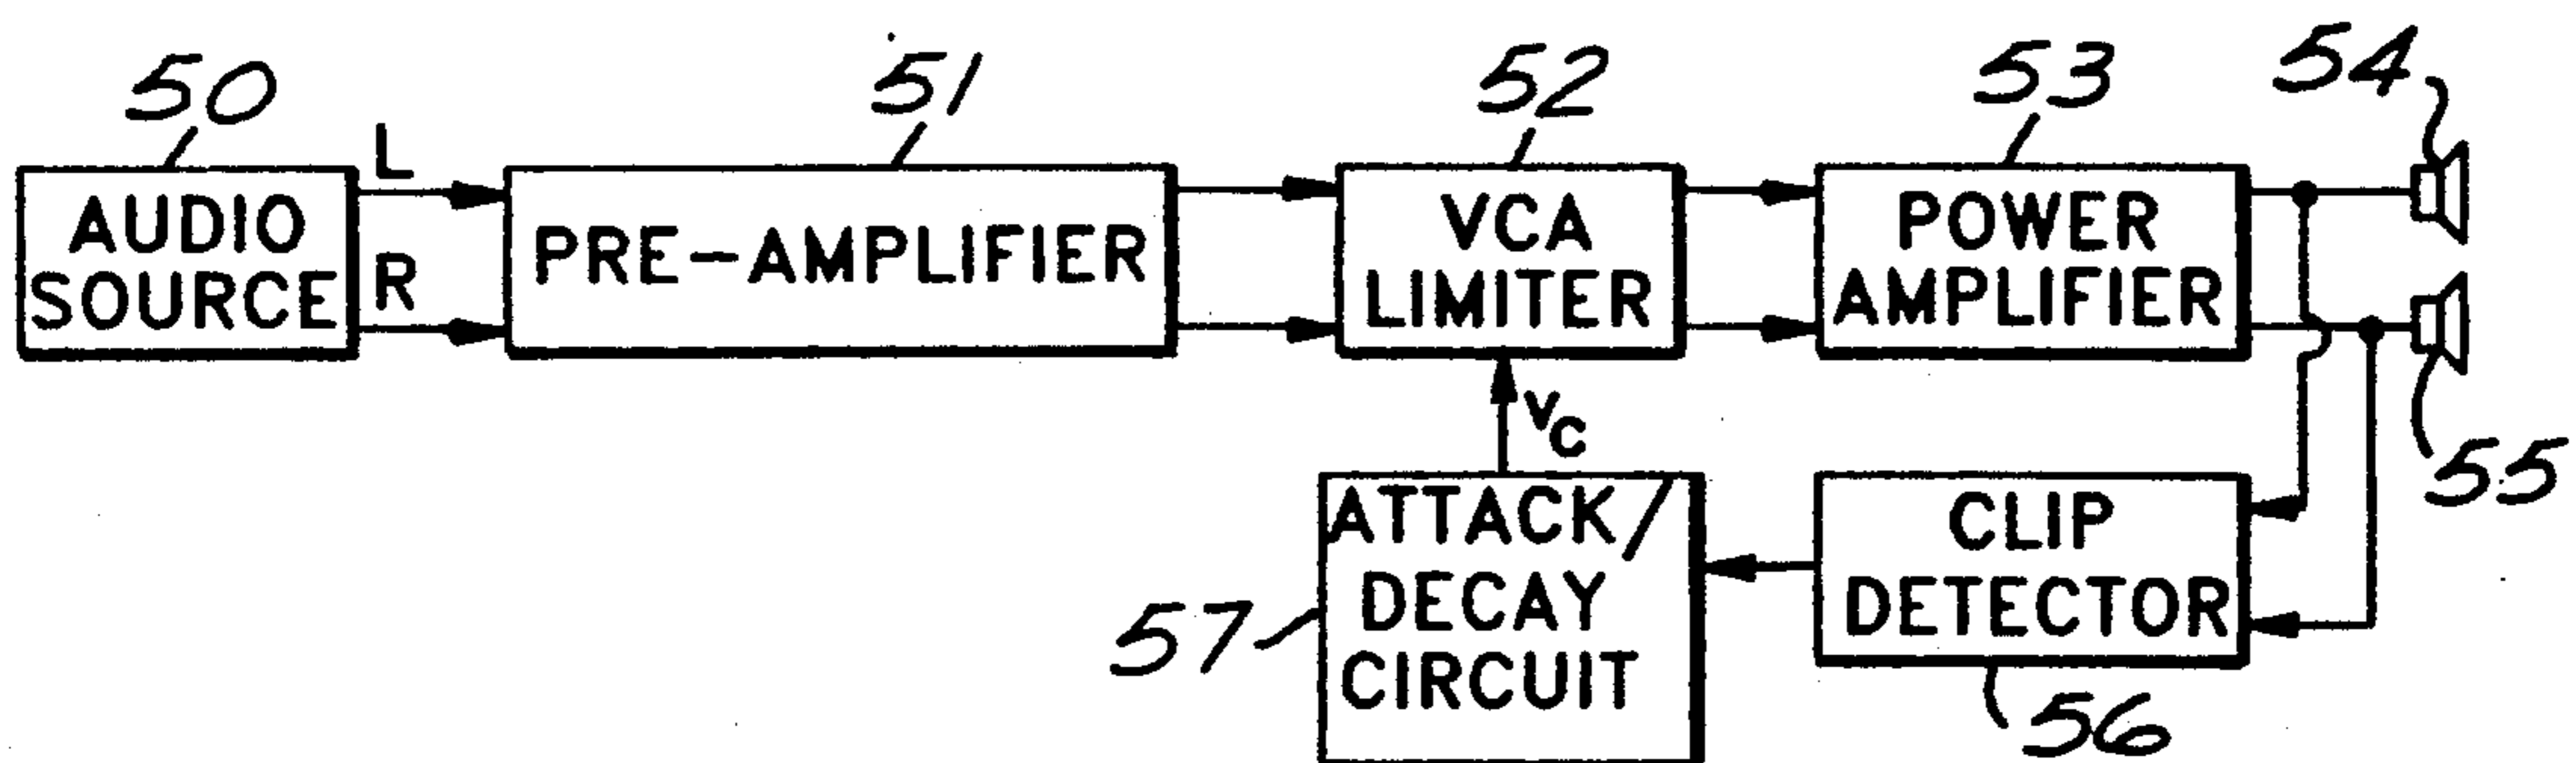 50
51
52
53
54
L
R
AUDIO
SOURCE
PRE-AMPLIFIER
VCA
LIMITER
POWER
AMPLIFIER
55
Vc
ATTACK/
DECAY
CIRCUIT
57
CLIP
DETECTOR
56